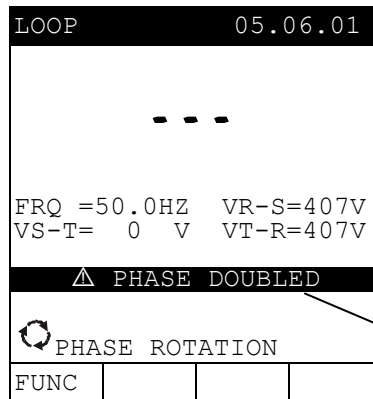 LOOP 05.06.01
---
FRQ =50.0HZ VR-S=407V
VS-T= 0 V VT-R=407V
⚠ PHASE DOUBLED
PHASE ROTATION
FUNC